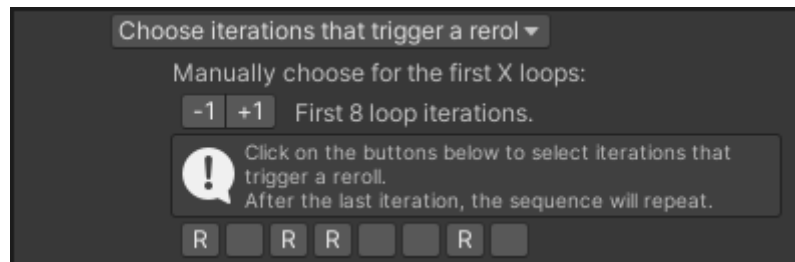 Choose iterations that trigger a rerol
Manually choose for the first X loops:
-1 +1 First 8 loop iterations.
Click on the buttons below to select iterations that
trigger a reroll.
After the last iteration, the sequence will repeat.
R R R R